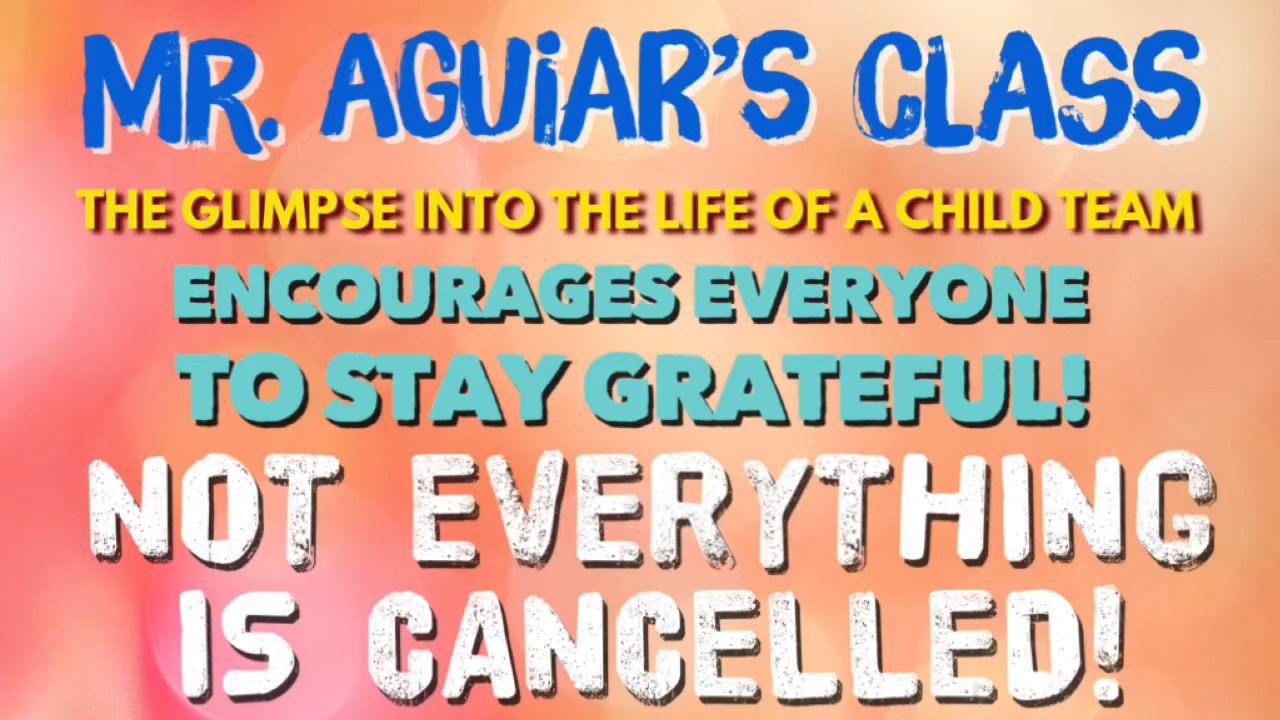 MR. AGUiAR'S CLASS
THE GLIMPSE INTO THE LIFE OF A CHILD TEAM
ENCOURAGES EVERYONE
TO STAY GRATEFUL!
NOT EVERYTHING
IS CANCELLED!